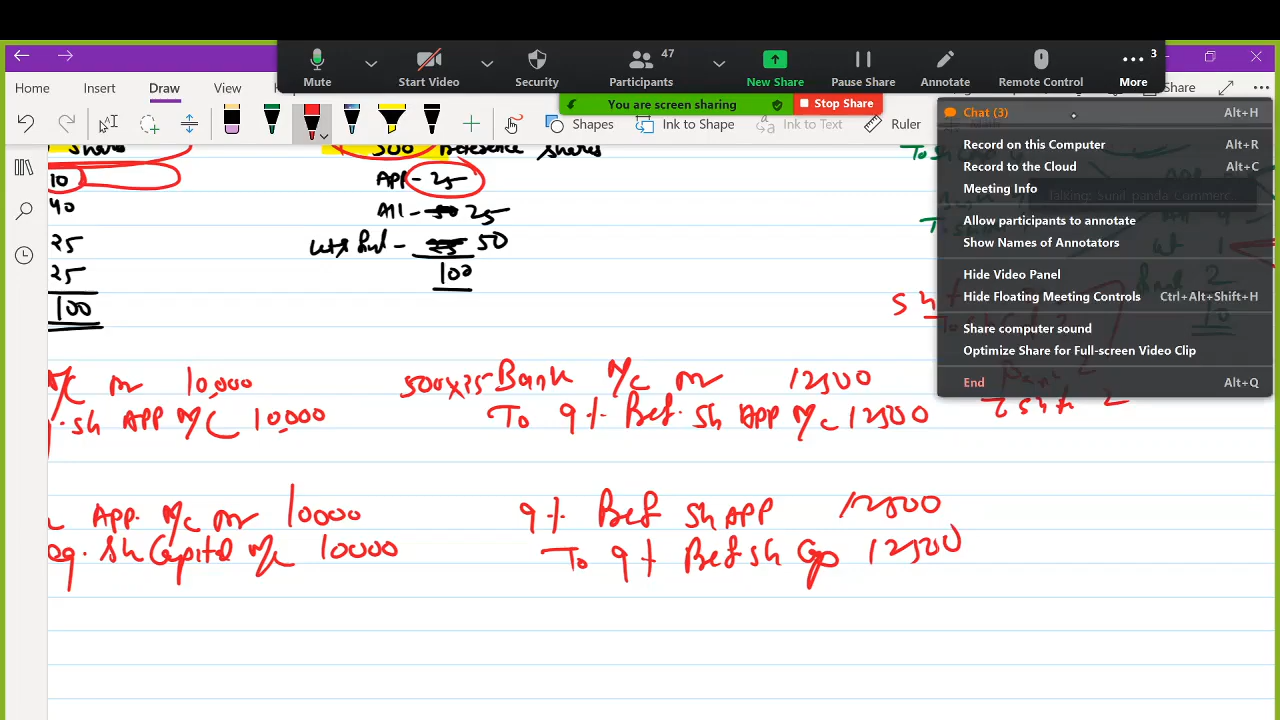 47
3
Mute
Start Video
Security
Participants
New Share
Pause Share
Annotate
Remote Control
More
You are screen sharing
Stop Share
Home
Insert
Draw
View
Share
Shapes
Ink to Shape
Ink to Text
Ruler
Chat (3) Alt+H
Record on this Computer Alt+R
Record to the Cloud Alt+C
Meeting Info
Talking: Sunit panda Commerc...
Allow participants to annotate
Show Names of Annotators
Hide Video Panel
Hide Floating Meeting Controls Ctrl+Alt+Shift+H
Share computer sound
Optimize Share for Full-screen Video Clip
End Alt+Q
shares
500 shares
10
APP - 25
40
All - 25
25
50
25
100
100
A/C Dr 10,000
500x25 Bank A/C Dr 12500
sh APP A/C 10,000
To 9% Pref. Sh APP A/C 12500
App. A/C Dr 10000
9% Pref Sh APP 12500
Sh Capital A/C 10000
To 9% Pref sh Cap 12500